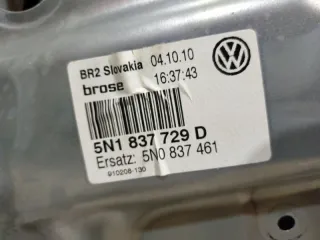 BR2 Slovakia 04.10.10
brose 16:37:43
5N1 837 729 D
Ersatz: 5N0 837 461
910208-130